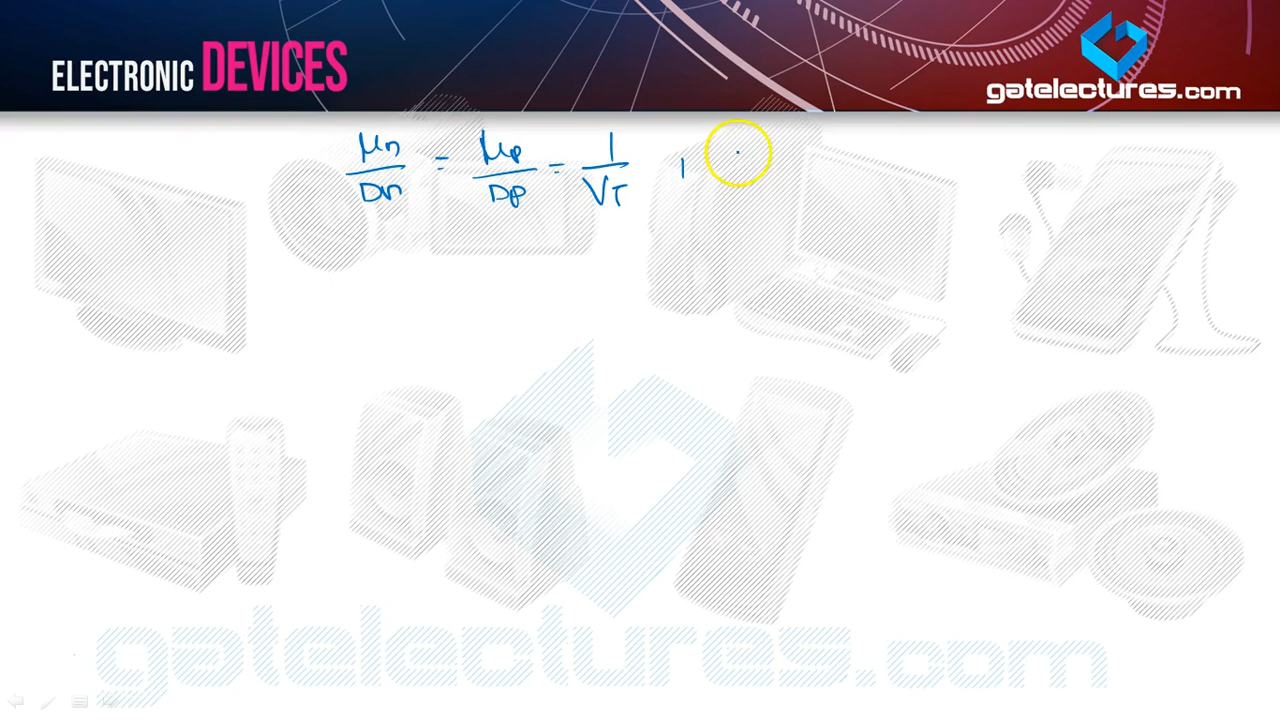 ELECTRONIC DEVICES
gatelectures.com
μn/Dn = μp/Dp = 1/VT ,
gatelectures.com